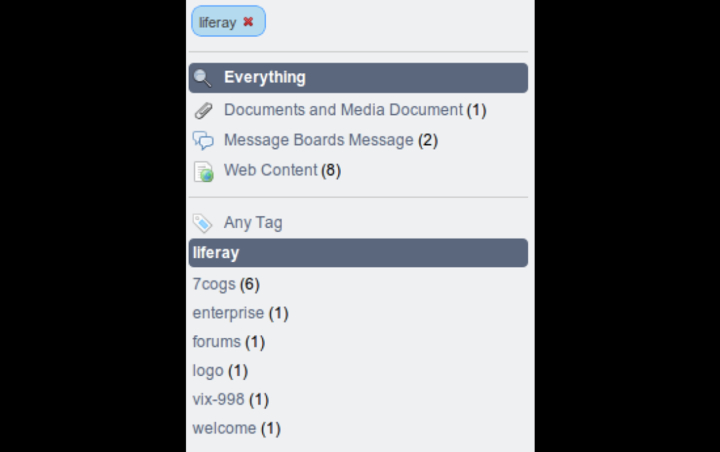 liferay
Everything
Documents and Media Document (1)
Message Boards Message (2)
Web Content (8)
Any Tag
liferay
7cogs (6)
enterprise (1)
forums (1)
logo (1)
vix-998 (1)
welcome (1)